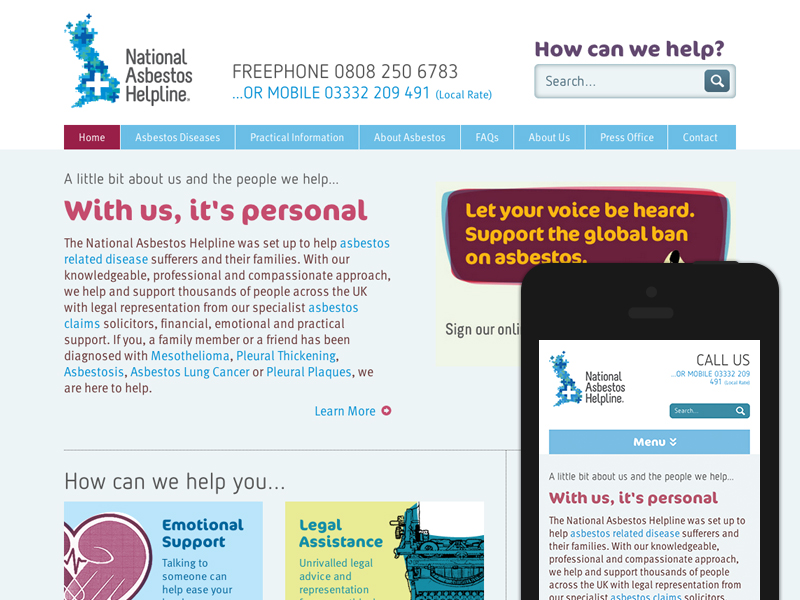 National
Asbestos
Helpline.
FREEPHONE 0808 250 6783
...OR MOBILE 03332 209 491 (Local Rate)
How can we help?
Search...
Home
Asbestos Diseases
Practical Information
About Asbestos
FAQs
About Us
Press Office
Contact
A little bit about us and the people we help...
With us, it's personal
The National Asbestos Helpline was set up to help asbestos
related disease sufferers and their families. With our
knowledgeable, professional and compassionate approach,
we help and support thousands of people across the UK
with legal representation from our specialist asbestos
claims solicitors, financial, emotional and practical
support. If you, a family member or a friend has been
diagnosed with Mesothelioma, Pleural Thickening,
Asbestosis, Asbestos Lung Cancer or Pleural Plaques, we
are here to help.
Learn More
Let your voice be heard.
Support the global ban
on asbestos.
Sign our onli
How can we help you...
Emotional
Support
Talking to
someone can
help ease your
Legal
Assistance
Unrivalled legal
advice and
representation
National
Asbestos
Helpline.
CALL US
...OR MOBILE 03332 209
491 (Local Rate)
Search...
Menu
A little bit about us and the people we help...
With us, it's personal
The National Asbestos Helpline was set up to
help asbestos related disease sufferers and
their families. With our knowledgeable,
professional and compassionate approach,
we help and support thousands of people
across the UK with legal representation from
our specialist asbestos claims solicitors,